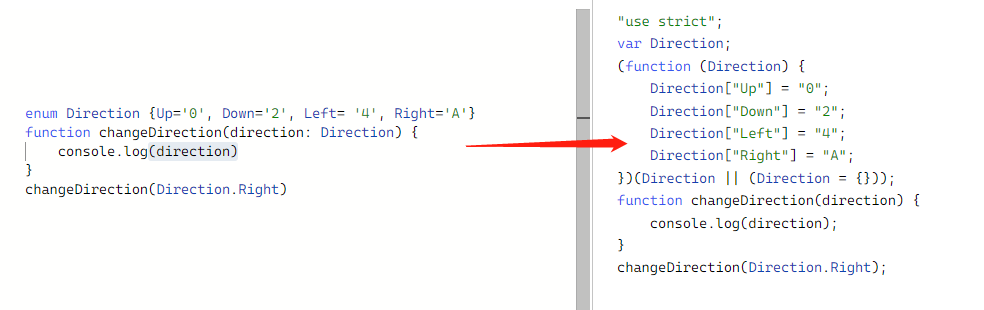 enum Direction {Up='0', Down='2', Left= '4', Right='A'}
function changeDirection(direction: Direction) {
    console.log(direction)
}
changeDirection(Direction.Right)
"use strict";
var Direction;
(function (Direction) {
    Direction["Up"] = "0";
    Direction["Down"] = "2";
    Direction["Left"] = "4";
    Direction["Right"] = "A";
})(Direction || (Direction = {}));
function changeDirection(direction) {
    console.log(direction);
}
changeDirection(Direction.Right);